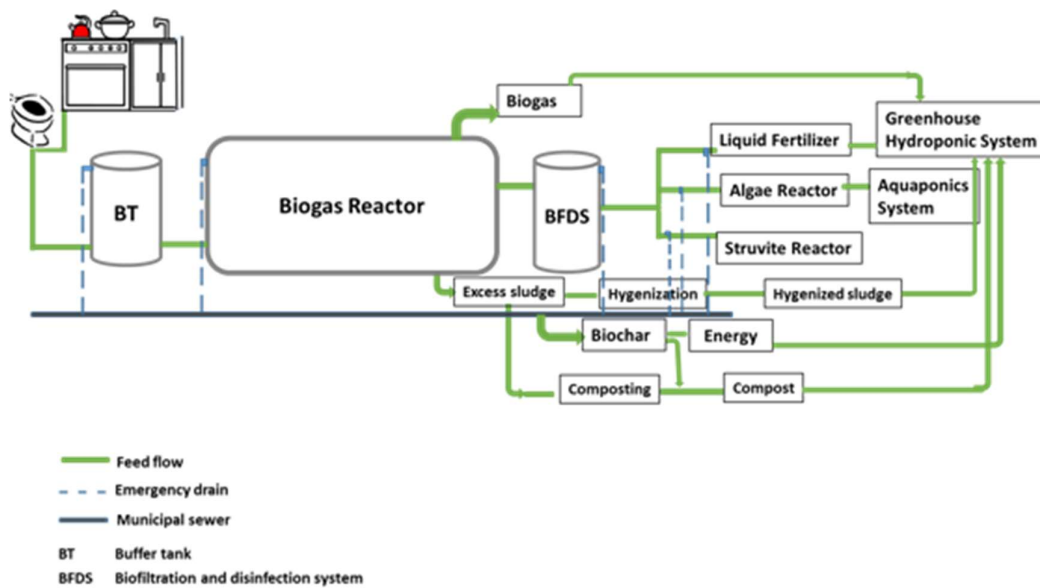 Biogas
Greenhouse
Hydroponic System
Liquid Fertilizer
Algae Reactor
Aquaponics
System
BT
Biogas Reactor
BFDS
Struvite Reactor
Excess sludge
Hygenization
Hygenized sludge
Biochar
Energy
Composting
Compost
Feed flow
Emergency drain
Municipal sewer
BT Buffer tank
BFDS Biofiltration and disinfection system